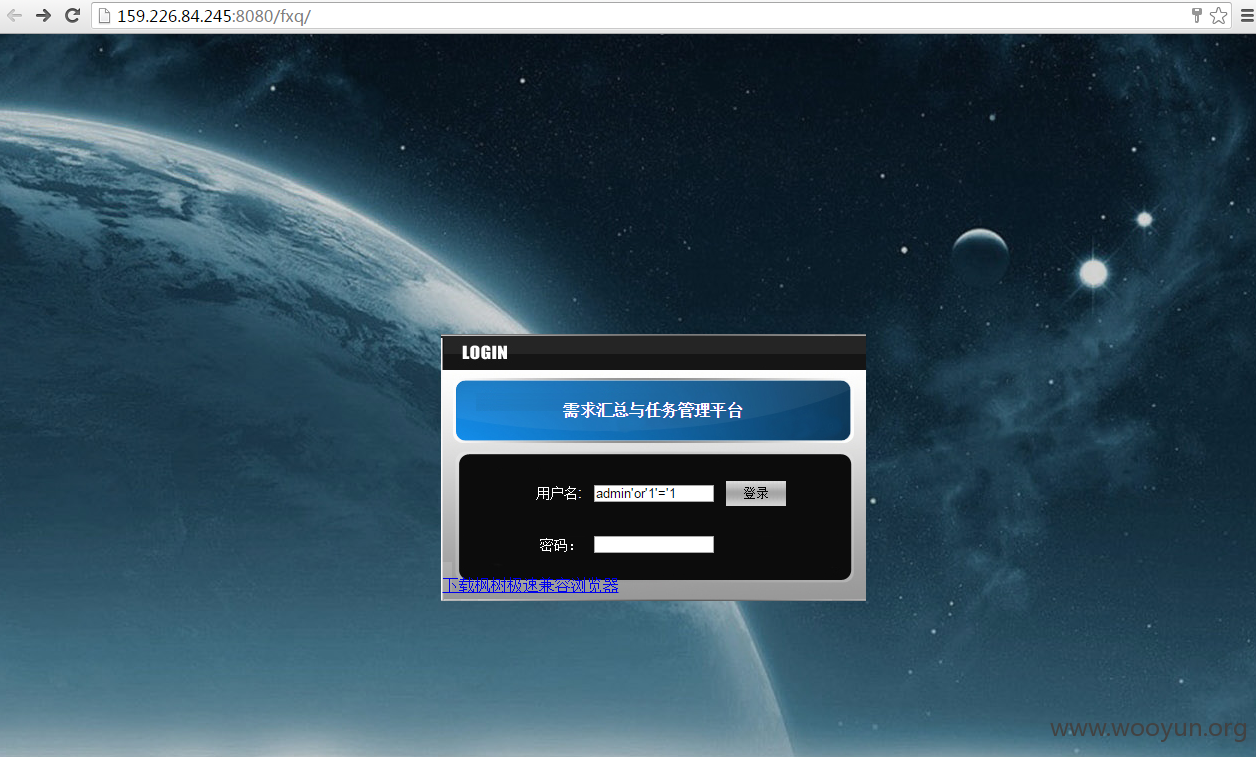 159.226.84.245:8080/fxq/
LOGIN
需求汇总与任务管理平台
用户名: admin'or'1'='1 登录
密码：
下载枫树极速兼容浏览器
www.wooyun.org